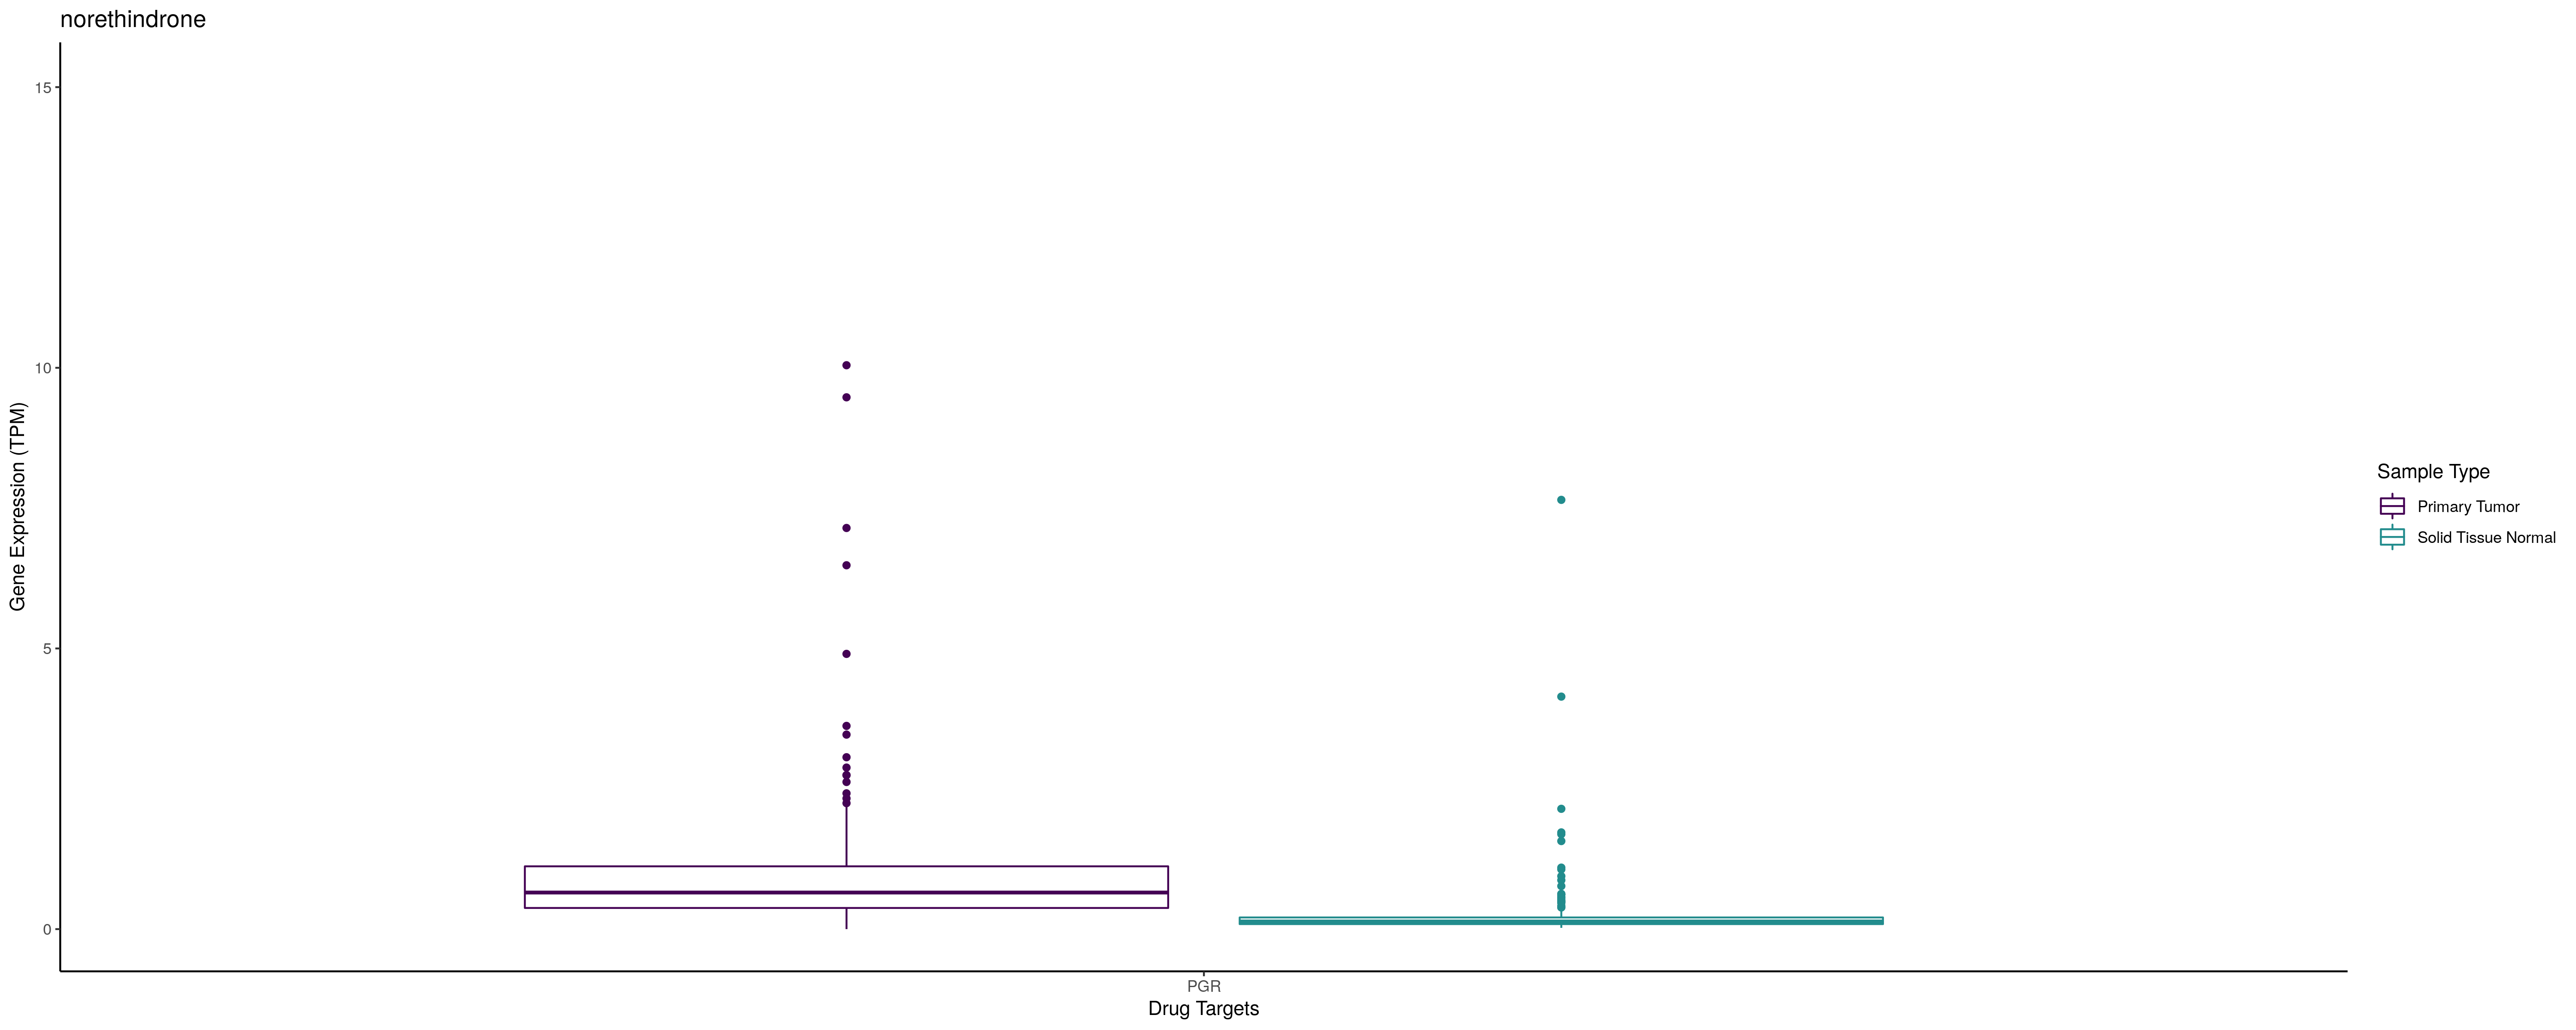 norethindrone
15
10
5
0
Gene Expression (TPM)
PGR
Drug Targets
Sample Type
Primary Tumor
Solid Tissue Normal